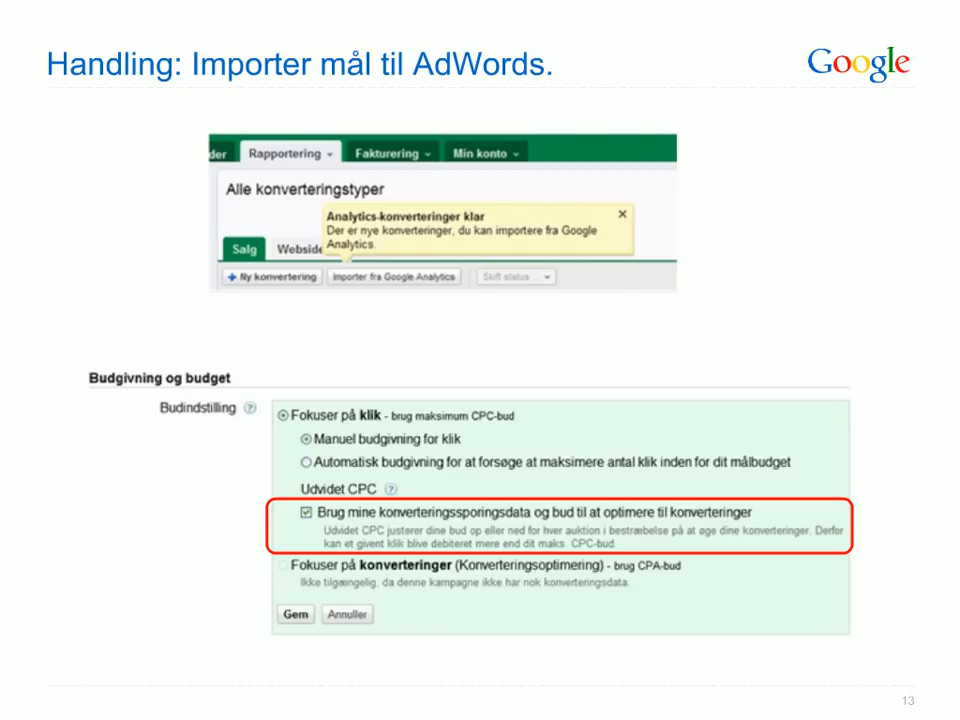 Handling: Importer mål til AdWords.
Google
der Rapportering Fakturering Min konto
Alle konverteringstyper
Analytics-konverteringer klar
Der er nye konverteringer, du kan importere fra Google
Analytics.
Salg Webside
Ny konvertering Importer fra Google Analytics Skift status ...
Budgivning og budget
Budindstilling ?
Fokuser på klik - brug maksimum CPC-bud
Manuel budgivning for klik
Automatisk budgivning for at forsøge at maksimere antal klik inden for dit målbudget
Udvidet CPC ?
Brug mine konverteringssporingsdata og bud til at optimere til konverteringer
Udvidet CPC justerer dine bud op eller ned for hver auktion i bestræbelse på at øge dine konverteringer. Derfor
kan et givent klik blive debiteret mere end dit maks. CPC-bud.
Fokuser på konverteringer (Konverteringsoptimering) - brug CPA-bud
Ikke tilgængelig, da denne kampagne ikke har nok konverteringsdata.
Gem Annuller
13